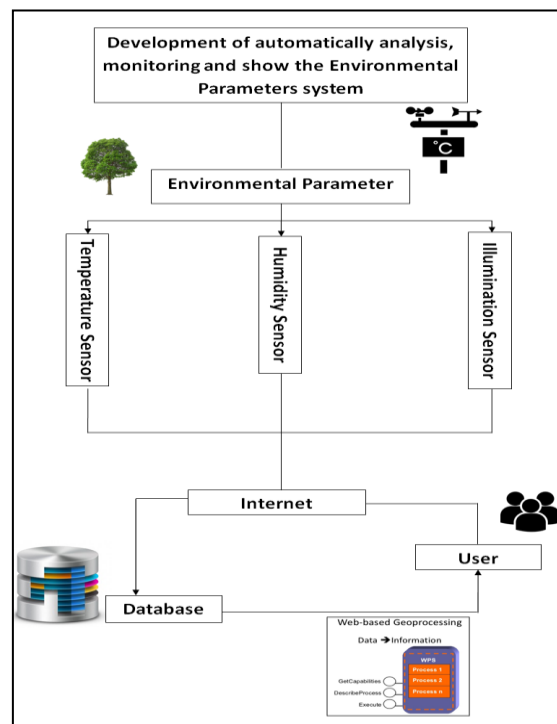 Development of automatically analysis,
monitoring and show the Environmental
Parameters system
°C
Environmental Parameter
Temperature Sensor
Humidity Sensor
Illumination Sensor
Internet
User
Database
Web-based Geoprocessing
Data → Information
WPS
Process 1
Process 2
Process n
GetCapabilities
DescribeProcess
Execute